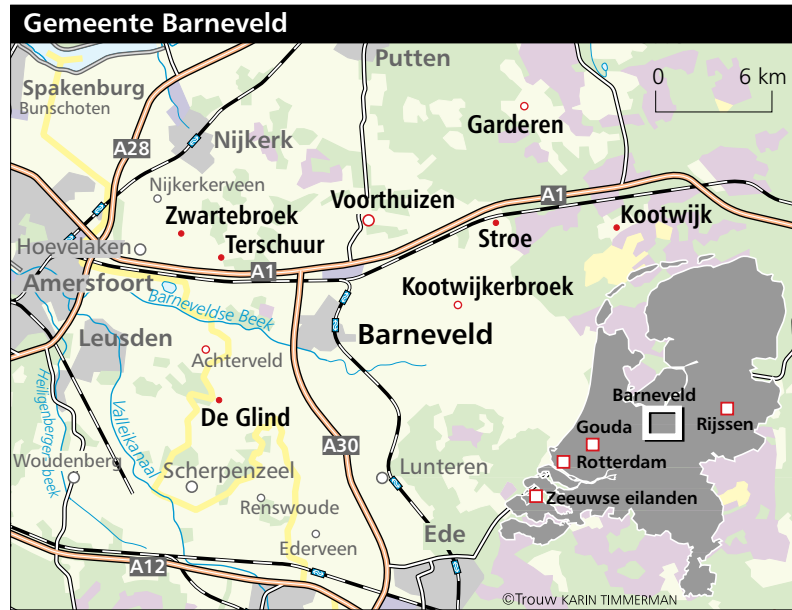 Gemeente Barneveld
Putten
0 6 km
Spakenburg
Bunschoten
Garderen
A28
Nijkerk
Nijkerkerveen
Voorthuizen
A1
Zwartebroek
Kootwijk
Stroe
Hoevelaken
Terschuur
A1
Amersfoort
Kootwijkerbroek
Barneveldse Beek
Barneveld
Leusden
Achterveld
Heiligenbergerbeek
Valleikanaal
De Glind
Barneveld
Gouda
Rijssen
A30
Woudenberg
Scherpenzeel
Lunteren
Rotterdam
Renswoude
Zeeuwse eilanden
Ederveen
Ede
A12
©Trouw KARIN TIMMERMAN